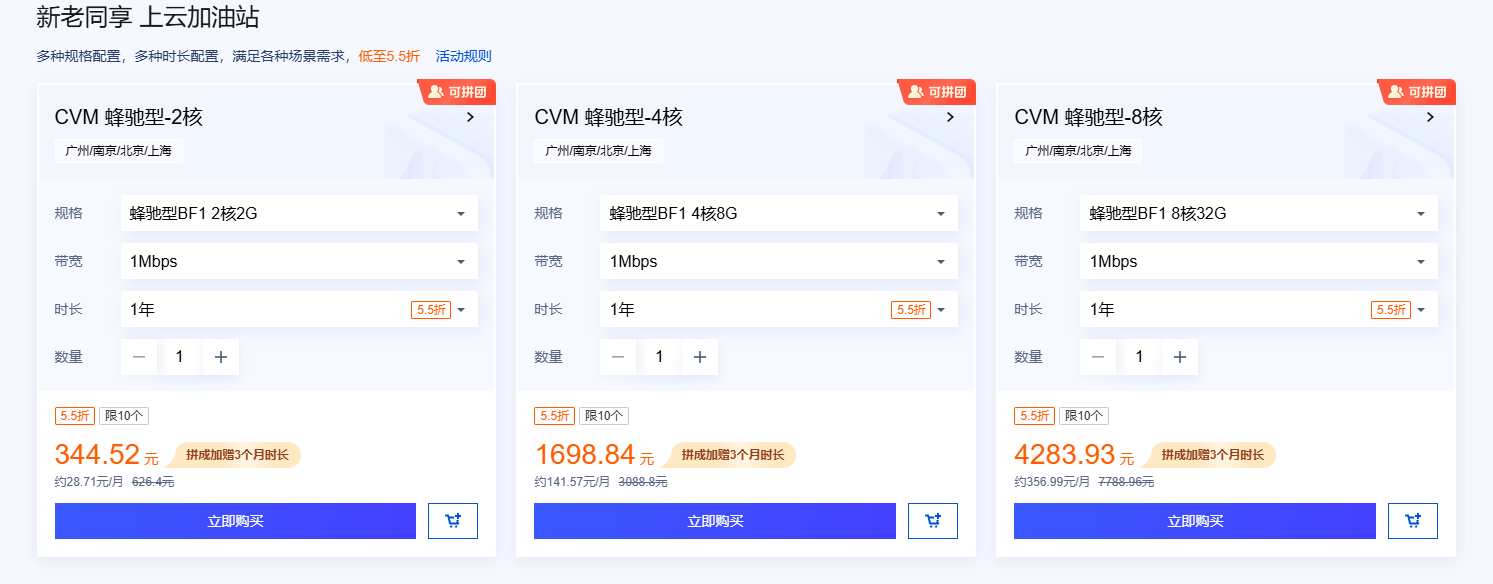 新老同享 上云加油站
多种规格配置，多种时长配置，满足各种场景需求，低至5.5折 活动规则
可拼团
CVM 蜂驰型-2核
广州/南京/北京/上海
规格 蜂驰型BF1 2核2G
带宽 1Mbps
时长 1年 5.5折
数量 − 1 +
5.5折 限10个
344.52 元 拼成加赠3个月时长
约28.71元/月 626.4元
立即购买
可拼团
CVM 蜂驰型-4核
广州/南京/北京/上海
规格 蜂驰型BF1 4核8G
带宽 1Mbps
时长 1年 5.5折
数量 − 1 +
5.5折 限10个
1698.84 元 拼成加赠3个月时长
约141.57元/月 3088.8元
立即购买
可拼团
CVM 蜂驰型-8核
广州/南京/北京/上海
规格 蜂驰型BF1 8核32G
带宽 1Mbps
时长 1年 5.5折
数量 − 1 +
5.5折 限10个
4283.93 元 拼成加赠3个月时长
约356.99元/月 7788.96元
立即购买